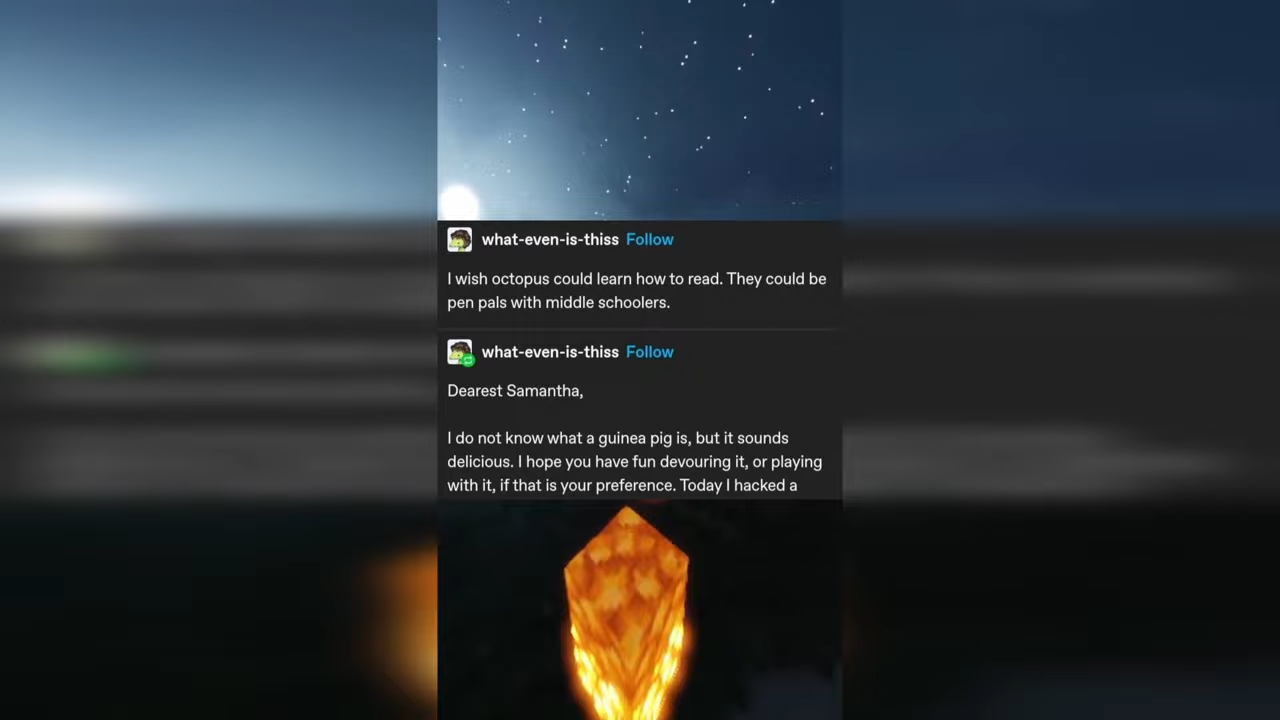 what-even-is-thiss Follow
I wish octopus could learn how to read. They could be
pen pals with middle schoolers.
what-even-is-thiss Follow
Dearest Samantha,
I do not know what a guinea pig is, but it sounds
delicious. I hope you have fun devouring it, or playing
with it, if that is your preference. Today I hacked a